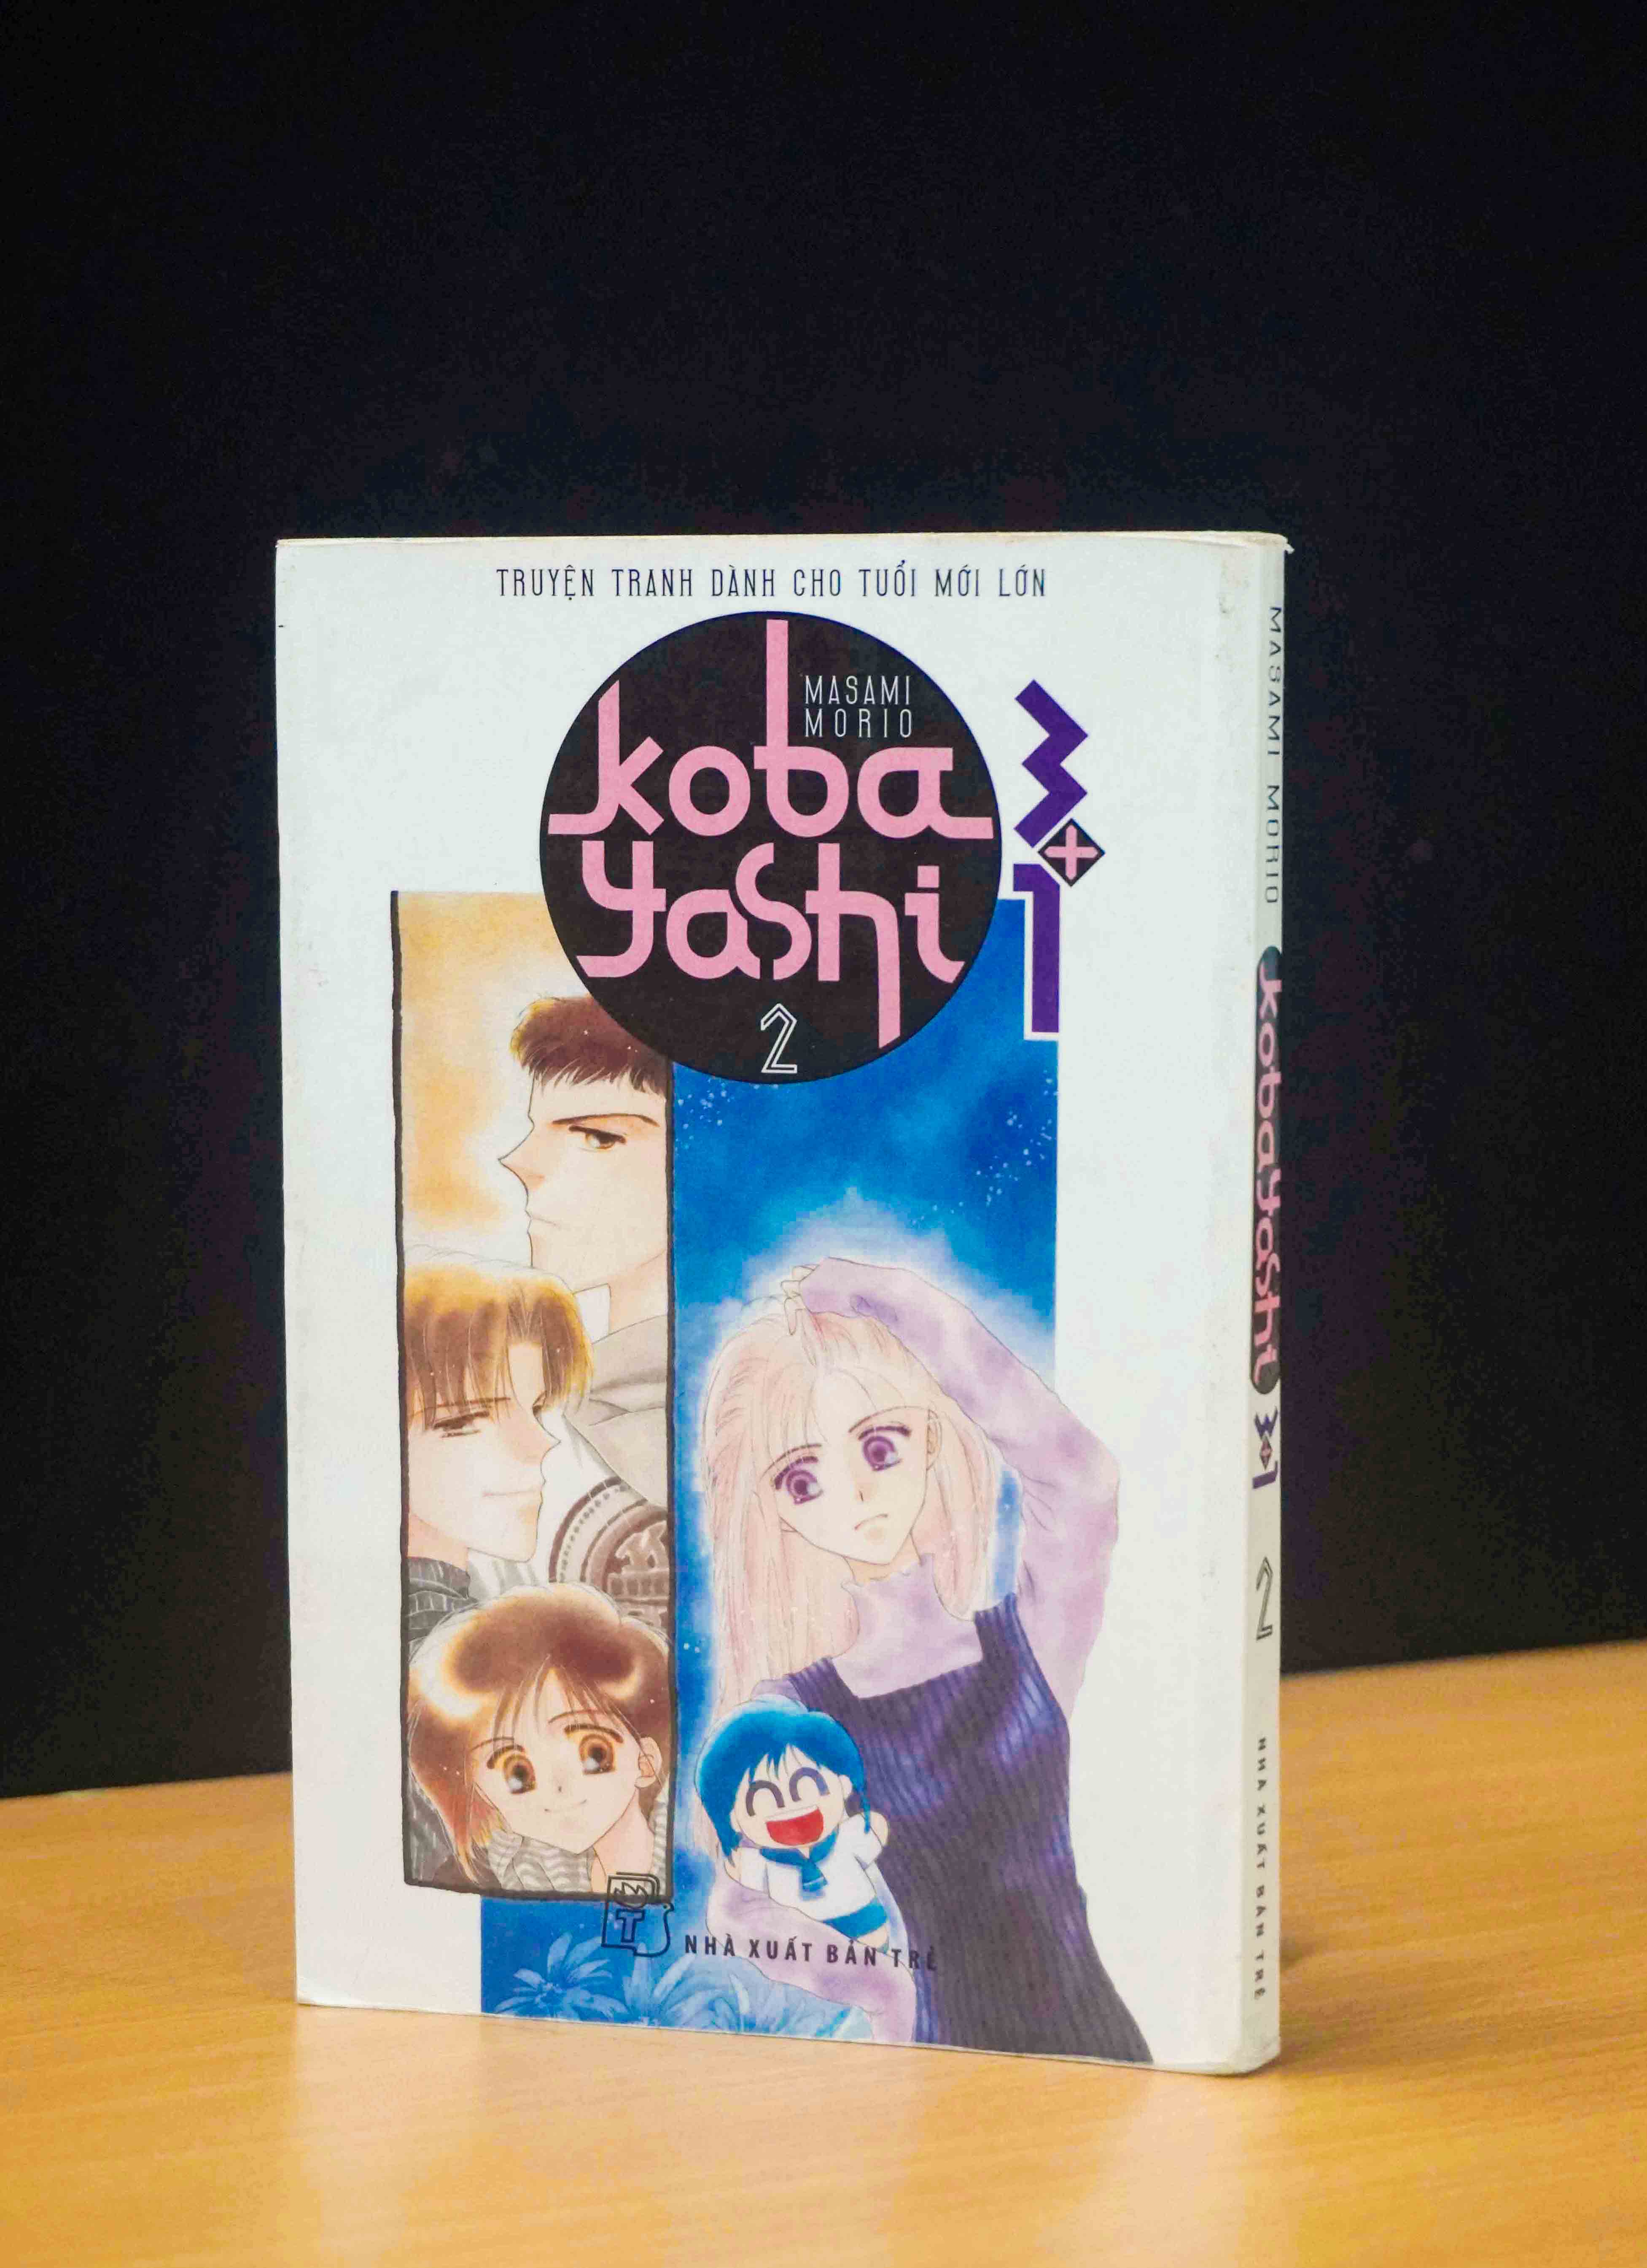 TRUYỆN TRANH DÀNH CHO TUỔI MỚI LỚN
MASAMI
MORIO
koba
yashi
3
+
1
2
T
NHÀ XUẤT BẢN TRẺ
MASAMI MORIO
kobayashi
3+1
2
NHÀ XUẤT BẢN TRẺ